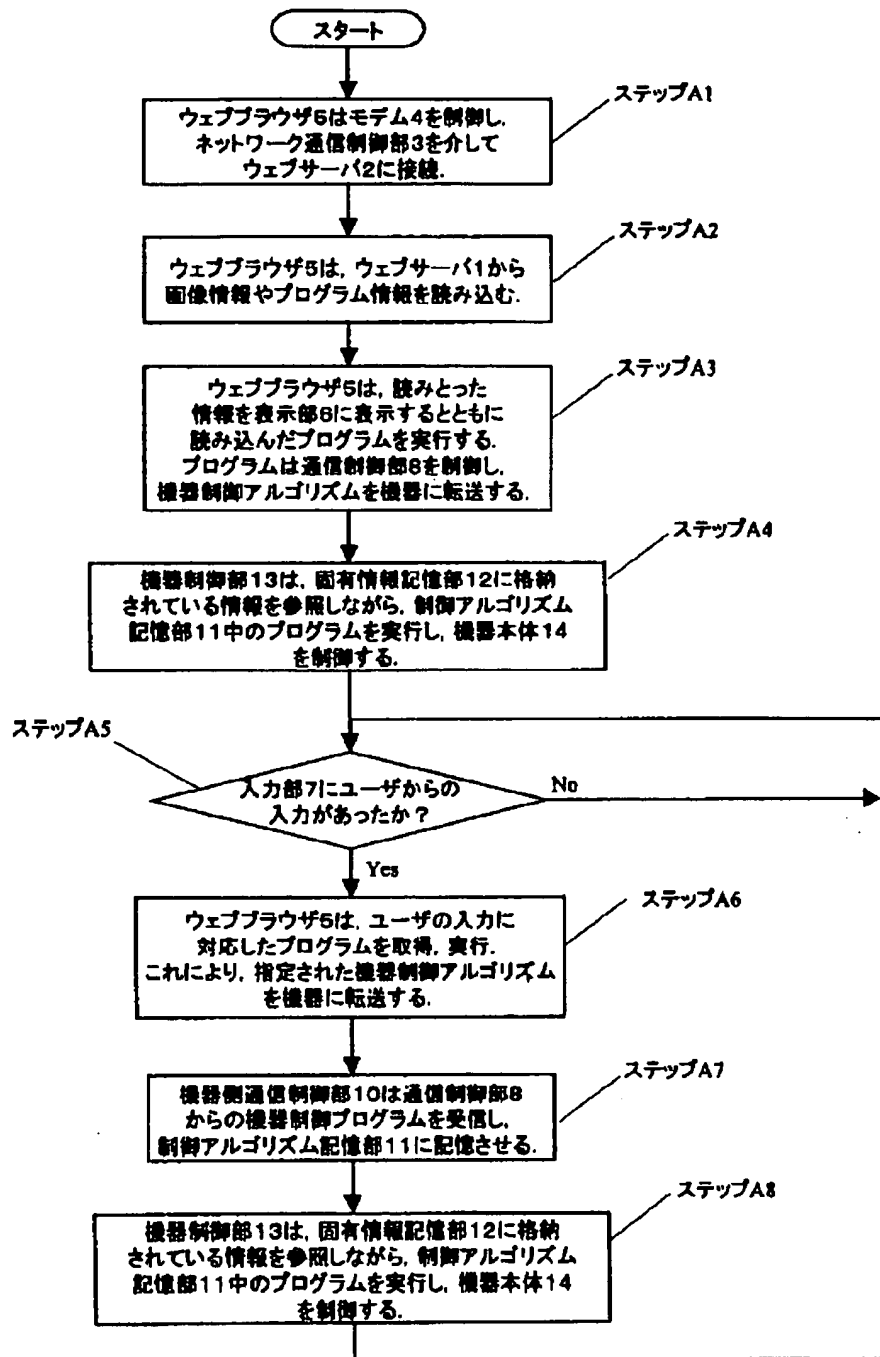 スタート
ステップA1
ウェブブラウザ5はモデム4を制御し,
ネットワーク通信制御部3を介して
ウェブサーバ2に接続.
ステップA2
ウェブブラウザ5は, ウェブサーバ1から
画像情報やプログラム情報を読み込む.
ステップA3
ウェブブラウザ5は, 読みとった
情報を表示部6に表示するとともに
読み込んだプログラムを実行する.
プログラムは通信制御部8を制御し,
機器制御アルゴリズムを機器に転送する.
ステップA4
機器制御部13は, 固有情報記憶部12に格納
されている情報を参照しながら, 制御アルゴリズム
記憶部11中のプログラムを実行し, 機器本体14
を制御する.
ステップA5
入力部7にユーザからの
入力があったか？
No
Yes
ステップA6
ウェブブラウザ5は, ユーザの入力に
対応したプログラムを取得, 実行.
これにより, 指定された機器制御アルゴリズム
を機器に転送する.
ステップA7
機器側通信制御部10は通信制御部8
からの機器制御プログラムを受信し,
制御アルゴリズム記憶部11に記憶させる.
ステップA8
機器制御部13は, 固有情報記憶部12に格納
されている情報を参照しながら, 制御アルゴリズム
記憶部11中のプログラムを実行し, 機器本体14
を制御する.